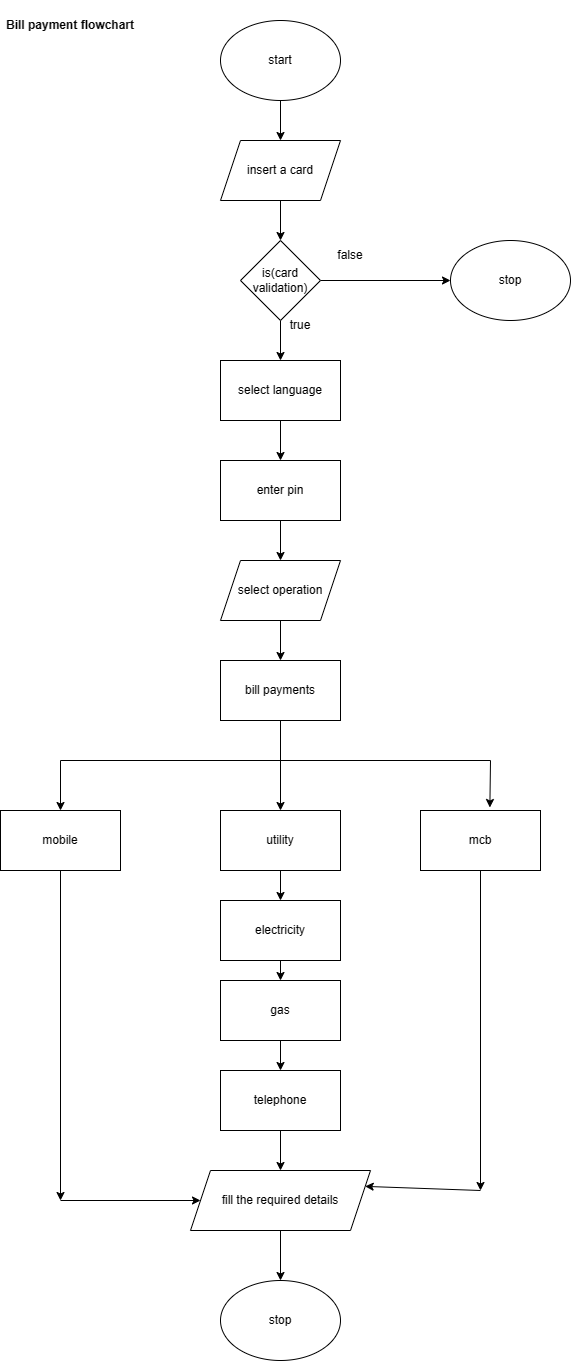 Bill payment flowchart
start
insert a card
is(card
validation)
false
stop
true
select language
enter pin
select operation
bill payments
mobile
utility
mcb
electricity
gas
telephone
fill the required details
stop